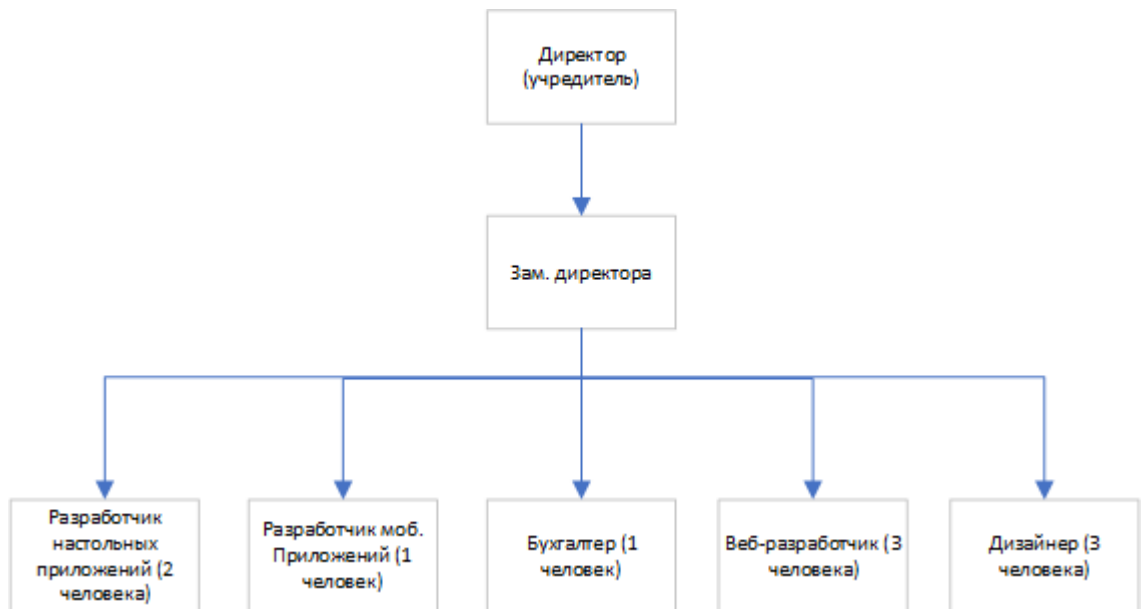 Директор
(учредитель)
Зам. директора
Разработчик
настольных
приложений (2
человека)
Разработчик моб.
Приложений (1
человек)
Бухгалтер (1
человек)
Веб-разработчик (3
человека)
Дизайнер (3
человека)